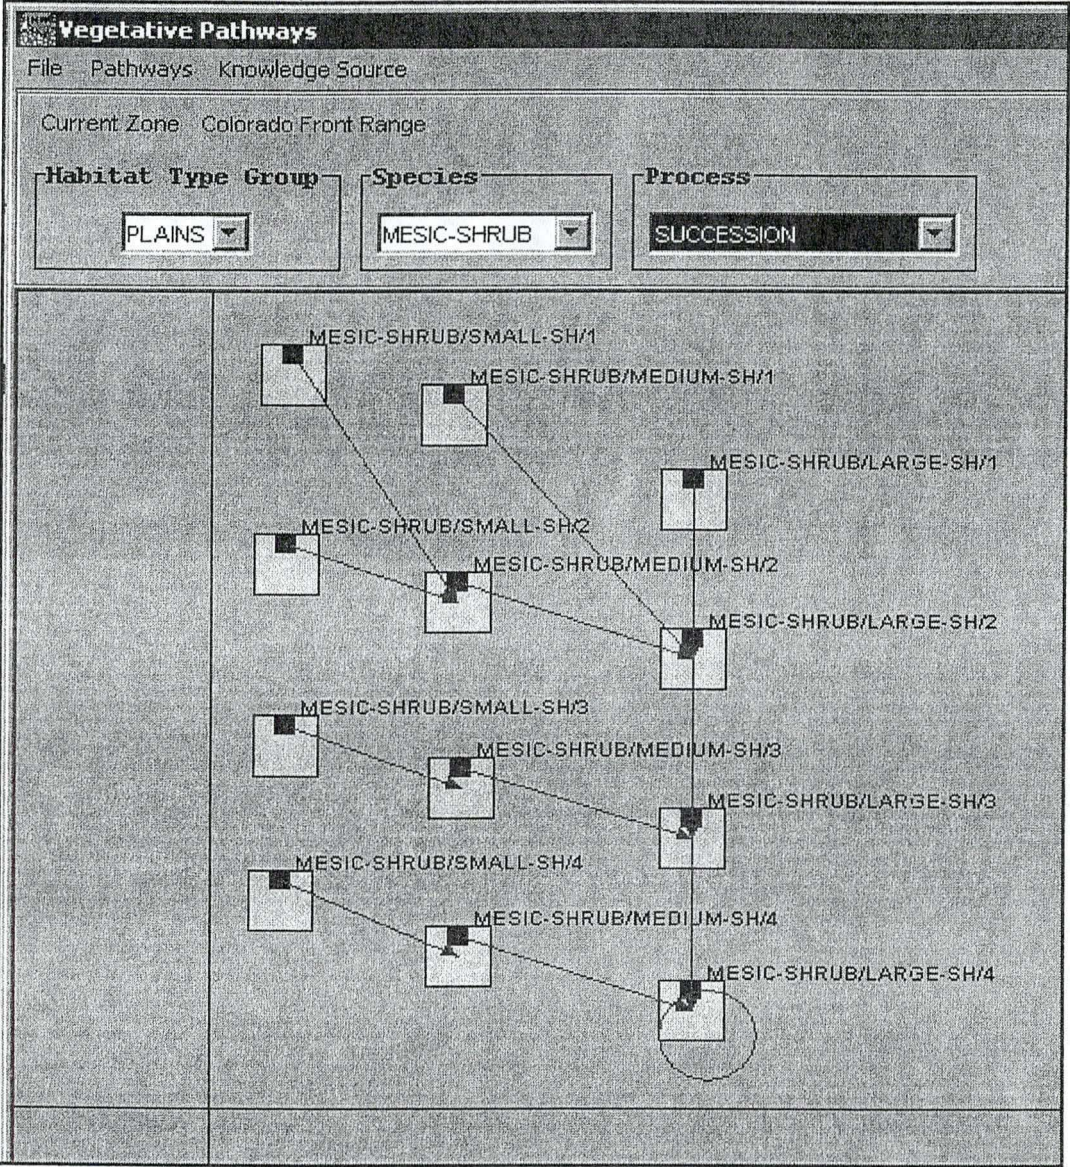 Vegetative Pathways
File Pathways Knowledge Source
Current Zone Colorado Front Range
Habitat Type Group Species Process
PLAINS MESIC-SHRUB SUCCESSION
MESIC-SHRUB/SMALL-SH/1
MESIC-SHRUB/MEDIUM-SH/1
MESIC-SHRUB/LARGE-SH/1
MESIC-SHRUB/SMALL-SH/2
MESIC-SHRUB/MEDIUM-SH/2
MESIC-SHRUB/LARGE-SH/2
MESIC-SHRUB/SMALL-SH/3
MESIC-SHRUB/MEDIUM-SH/3
MESIC-SHRUB/LARGE-SH/3
MESIC-SHRUB/SMALL-SH/4
MESIC-SHRUB/MEDIUM-SH/4
MESIC-SHRUB/LARGE-SH/4